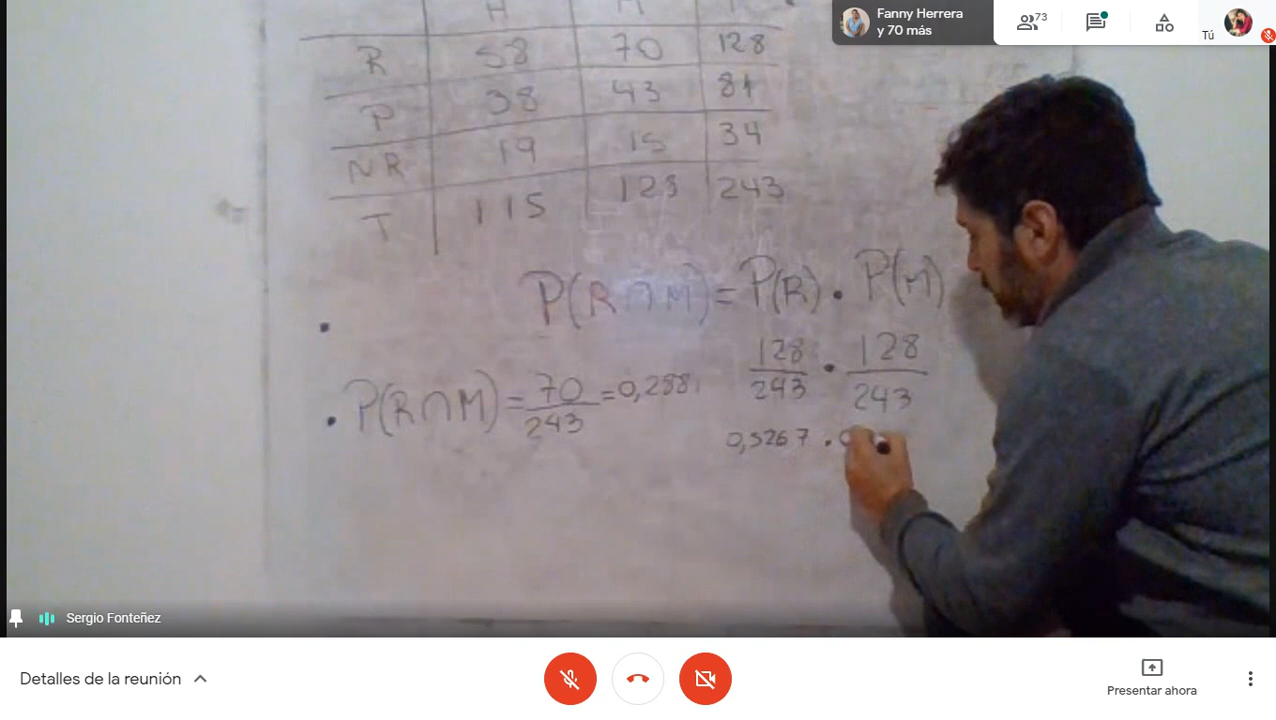 Fanny Herrera
y 70 más
73
Tú
H
R 58 70 128
P 38 43 81
NR 19 15 34
T 115 128 243
P(R∩M) = P(R) · P(M)
128/243 · 128/243
· P(R∩M) = 70/243 = 0,288
0,5267 ·
Sergio Fonteñez
Detalles de la reunión
Presentar ahora